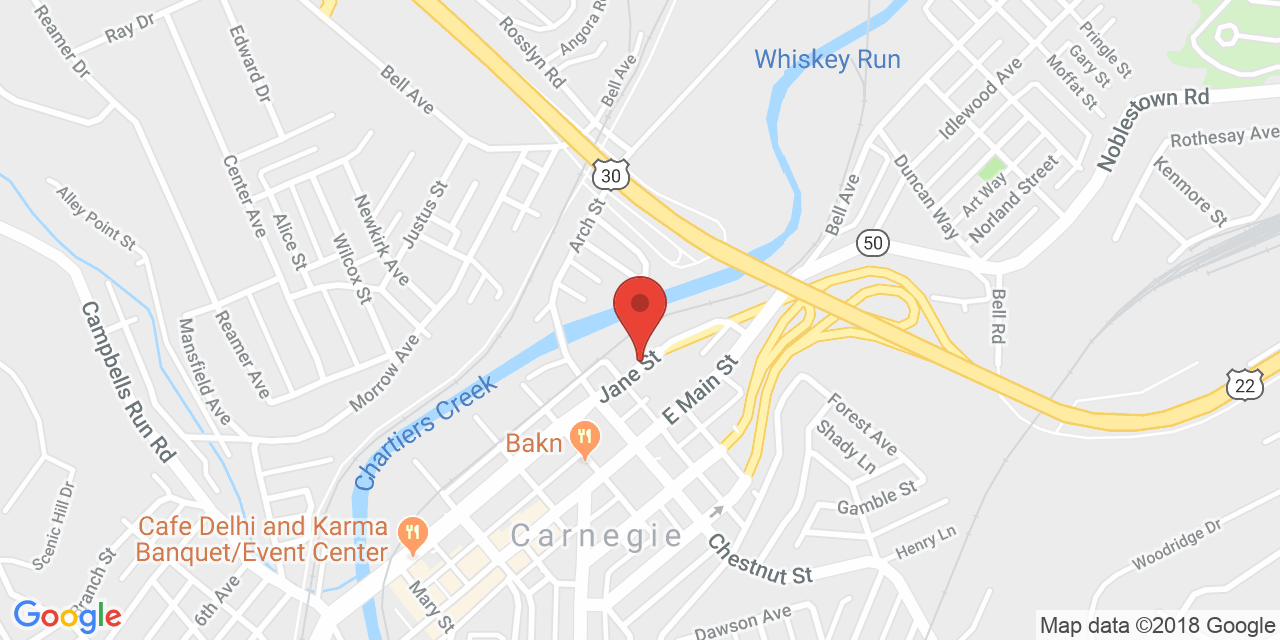 Reamer Dr
Ray Dr
Edward Dr
Bell Ave
Rosslyn Rd
Angora R
Bell Ave
Whiskey Run
Pringle St
Gary St
Moffat St
Idlewood Ave
Noblestown Rd
Rothesay Ave
Kenmore St
Duncan Way
Art Way
Norland Street
Bell Ave
50
30
Arch St
Justus St
Newkirk Ave
Wilcox St
Alice St
Center Ave
Alley Point St
Campbells Run Rd
Mansfield Ave
Reamer Ave
Morrow Ave
Chartiers Creek
Jane St
E Main St
Bell Rd
22
Forest Ave
Shady Ln
Gamble St
Henry Ln
Woodridge Dr
Bakn
Carnegie
Cafe Delhi and Karma
Banquet/Event Center
Chestnut St
Scenic Hill Dr
Branch St
6th Ave
Mary St
Dawson Ave
Google
Map data ©2018 Google